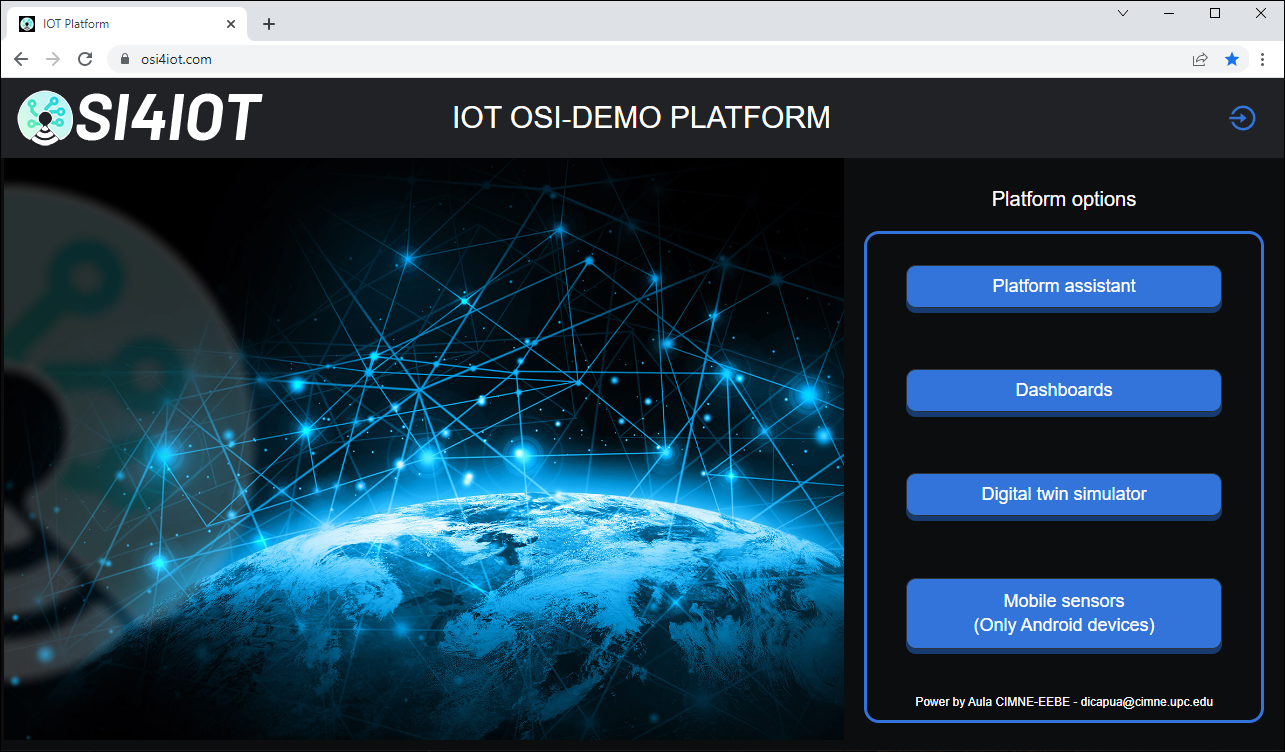 IOT Platform
osi4iot.com
OSI4IOT
IOT OSI-DEMO PLATFORM
Platform options
Platform assistant
Dashboards
Digital twin simulator
Mobile sensors
(Only Android devices)
Power by Aula CIMNE-EEBE - dicapua@cimne.upc.edu